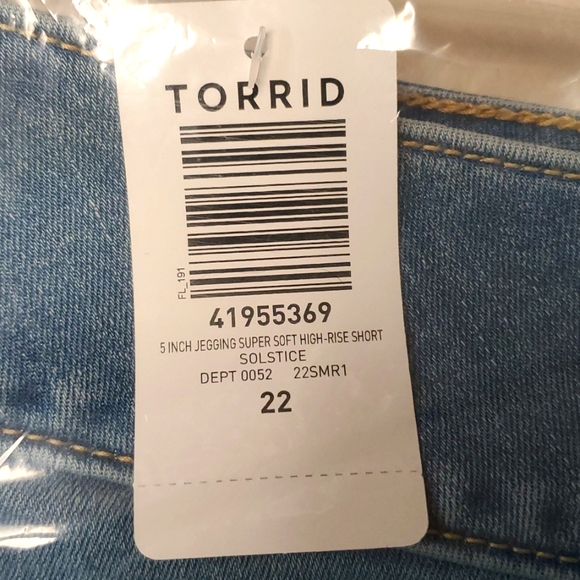 TORRID
FL_191
41955369
5 INCH JEGGING SUPER SOFT HIGH-RISE SHORT
SOLSTICE
DEPT 0052 22SMR1
22